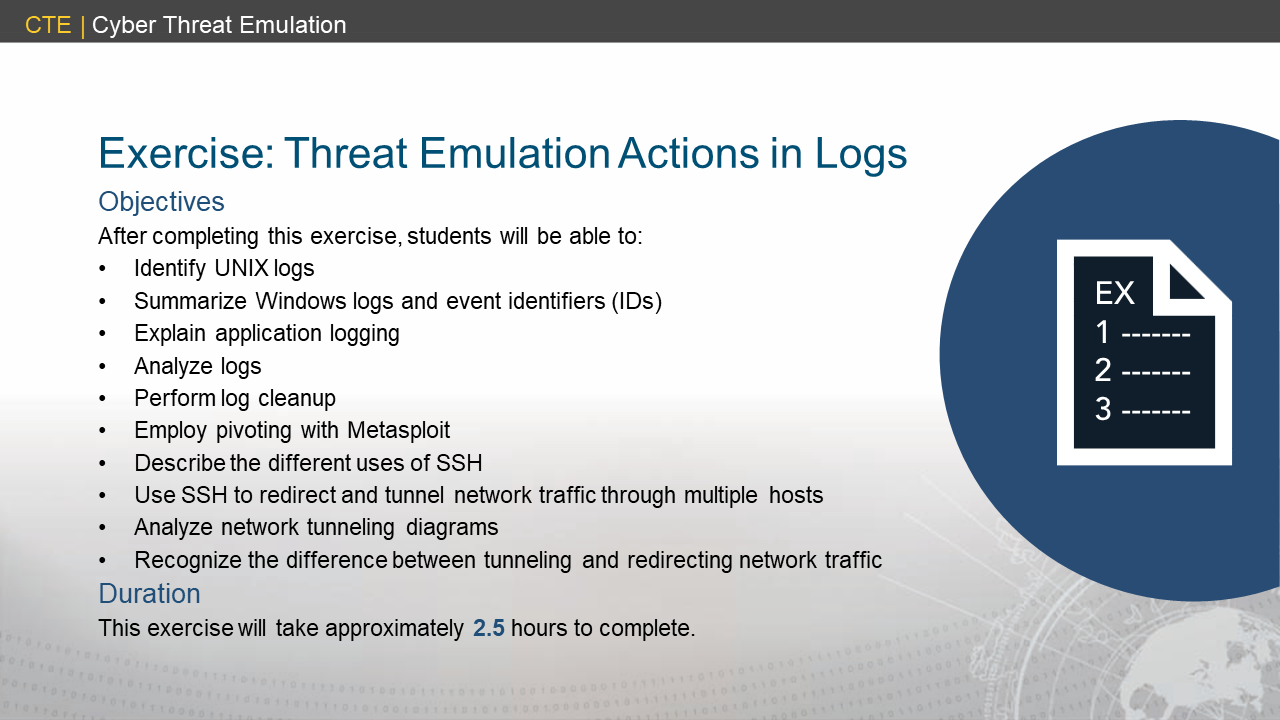 CTE | Cyber Threat Emulation
Exercise: Threat Emulation Actions in Logs
Objectives
After completing this exercise, students will be able to:
• Identify UNIX logs
• Summarize Windows logs and event identifiers (IDs)
• Explain application logging
• Analyze logs
• Perform log cleanup
• Employ pivoting with Metasploit
• Describe the different uses of SSH
• Use SSH to redirect and tunnel network traffic through multiple hosts
• Analyze network tunneling diagrams
• Recognize the difference between tunneling and redirecting network traffic
Duration
This exercise will take approximately 2.5 hours to complete.
EX
1 -------
2 -------
3 -------